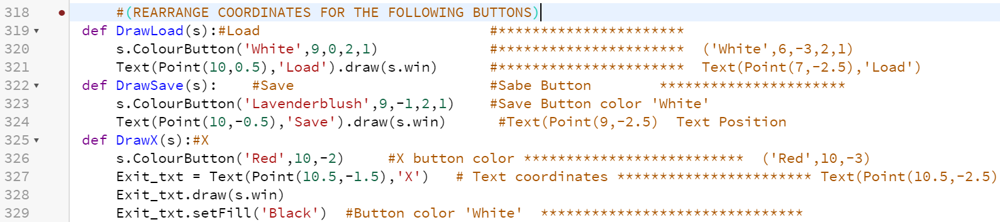 318 #(REARRANGE COORDINATES FOR THE FOLLOWING BUTTONS)
319 def DrawLoad(s):#Load #**********************
320 s.ColourButton('White',9,0,2,1) #********************** ('White',6,-3,2,1)
321 Text(Point(10,0.5),'Load').draw(s.win) #********************** Text(Point(7,-2.5),'Load')
322 def DrawSave(s): #Save #Sabe Button **********************
323 s.ColourButton('Lavenderblush',9,-1,2,1) #Save Button color 'White'
324 Text(Point(10,-0.5),'Save').draw(s.win) #Text(Point(9,-2.5) Text Position
325 def DrawX(s):#X
326 s.ColourButton('Red',10,-2) #X button color ************************** ('Red',10,-3)
327 Exit_txt = Text(Point(10.5,-1.5),'X') # Text coordinates *********************** Text(Point(10.5,-2.5)
328 Exit_txt.draw(s.win)
329 Exit_txt.setFill('Black') #Button color 'White' *******************************